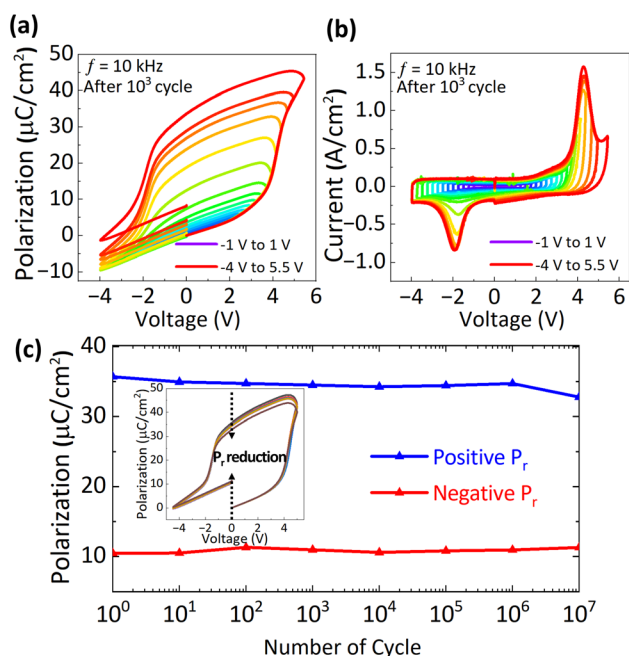 (a)
f = 10 kHz
After 10³ cycle
Polarization (μC/cm²)
50
40
30
20
10
0
−10
−4 −2 0 2 4 6
Voltage (V)
-1 V to 1 V
-4 V to 5.5 V
(b)
f = 10 kHz
After 10³ cycle
Current (A/cm²)
1.5
1.0
0.5
0.0
−0.5
−1.0
−4 −2 0 2 4 6
Voltage (V)
-1 V to 1 V
-4 V to 5.5 V
(c)
Polarization (μC/cm²)
40
30
20
10
10⁰ 10¹ 10² 10³ 10⁴ 10⁵ 10⁶ 10⁷
Number of Cycle
Positive Pᵣ
Negative Pᵣ
Polarization (μC/cm²)
50
40
30
20
10
0
−4 −2 0 2 4
Voltage (V)
Pᵣ reduction